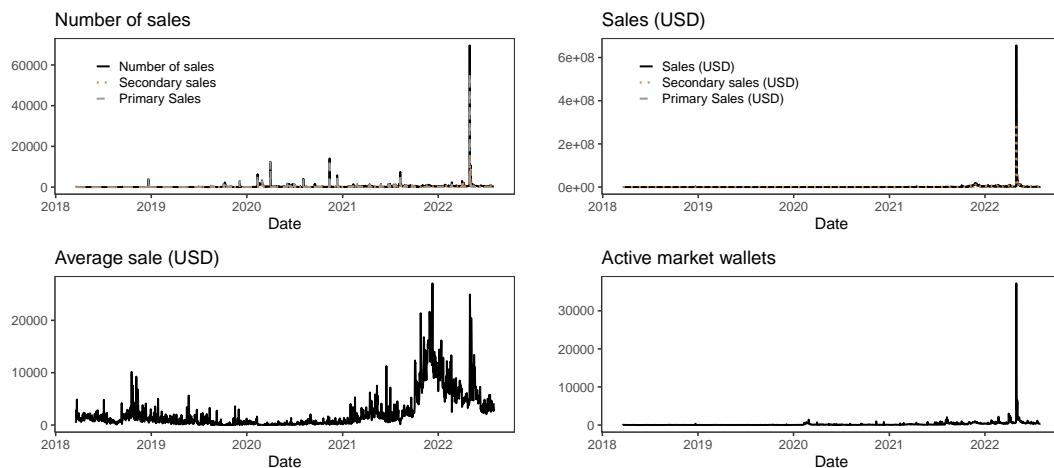 Number of sales
60000
40000
20000
0
Number of sales
Secondary sales
Primary Sales
2018 2019 2020 2021 2022
Date
Sales (USD)
6e+08
4e+08
2e+08
0e+00
Sales (USD)
Secondary sales (USD)
Primary Sales (USD)
2018 2019 2020 2021 2022
Date
Average sale (USD)
20000
10000
0
2018 2019 2020 2021 2022
Date
Active market wallets
30000
20000
10000
0
2018 2019 2020 2021 2022
Date